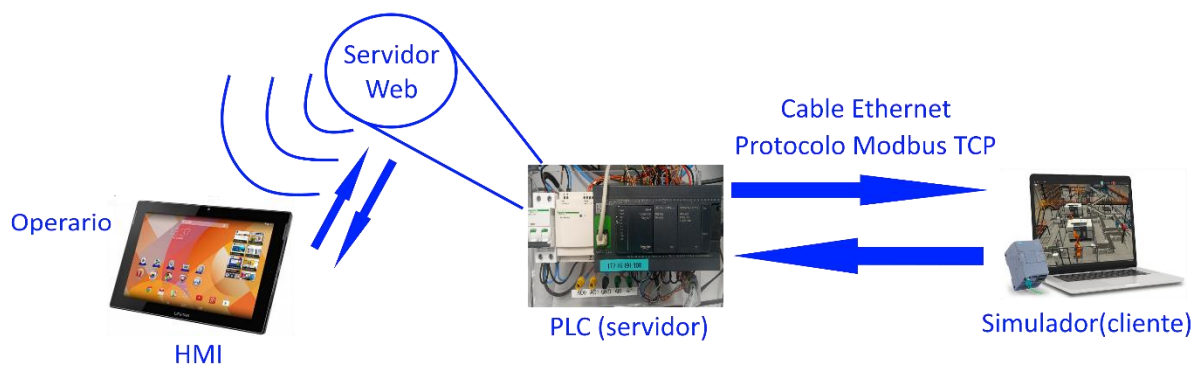 Servidor
Web
Cable Ethernet
Protocolo Modbus TCP
Operario
HMI
PLC (servidor)
Simulador(cliente)